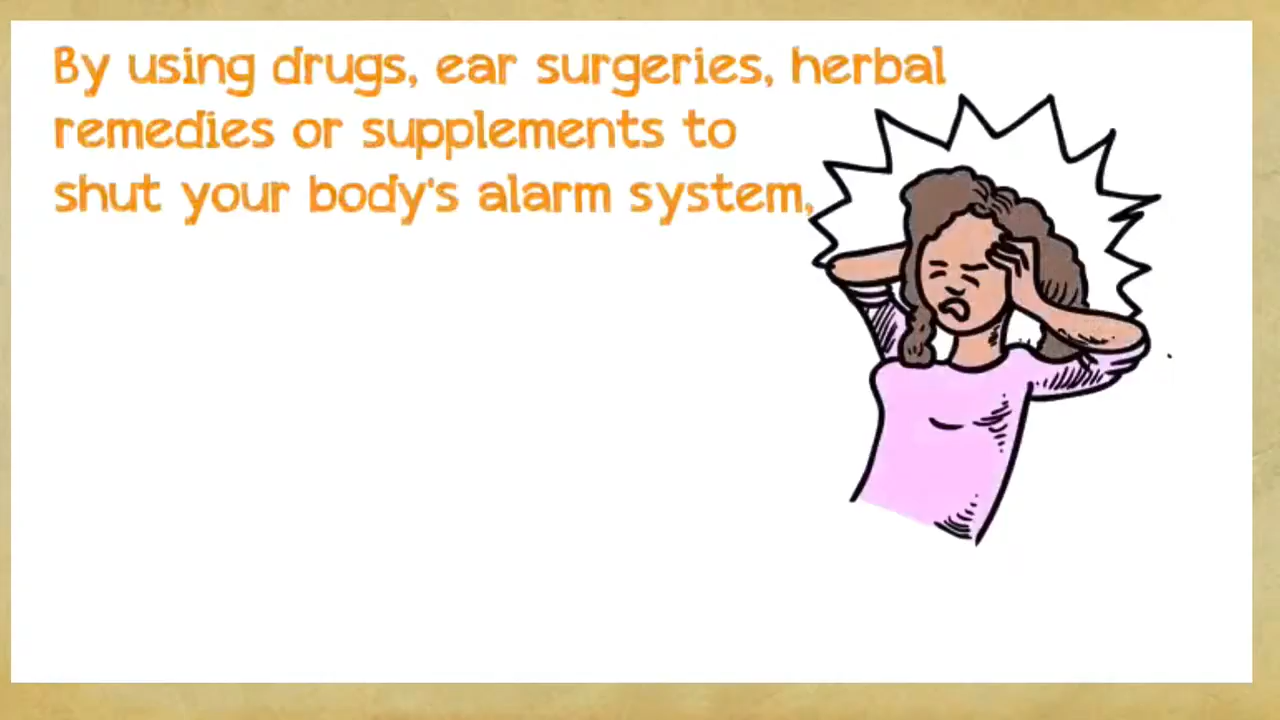 By using drugs, ear surgeries, herbal
remedies or supplements to
shut your body's alarm system,